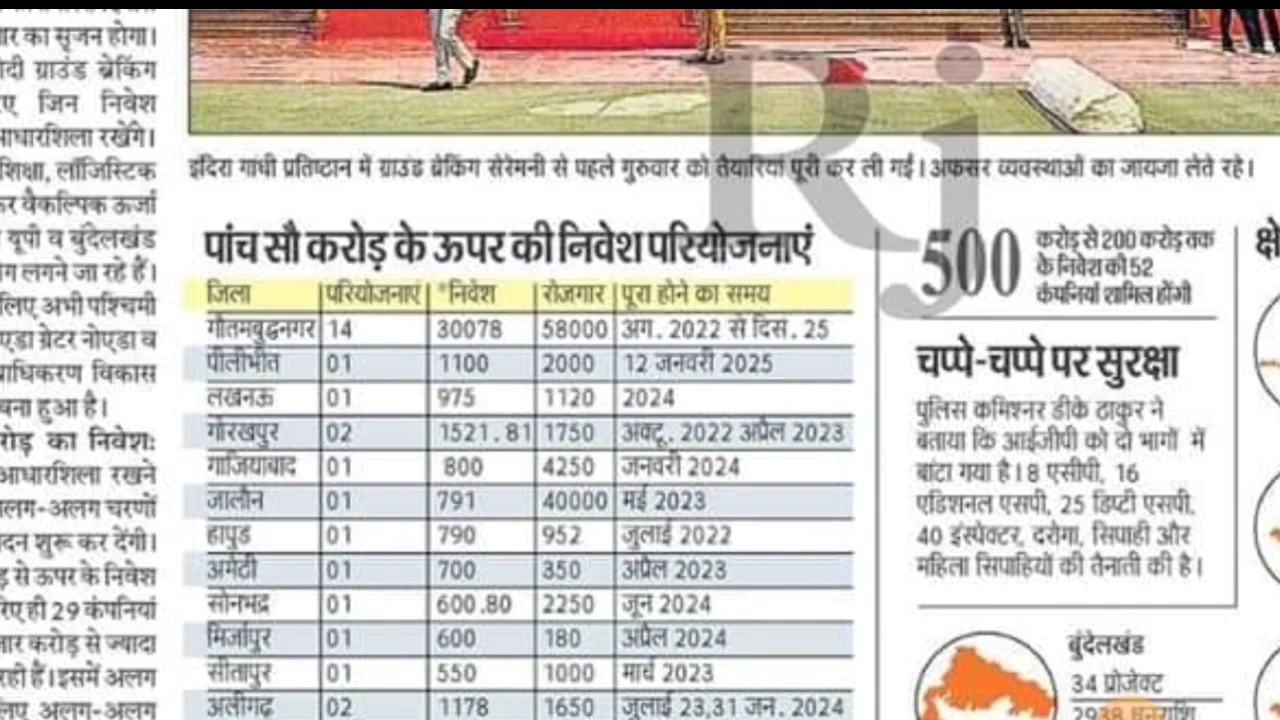 ार का सृजन होगा।
ादी ग्राउंड ब्रेकिंग
ए जिन निवेश
आधारशिला रखेंगे।
शिक्षा, लॉजिस्टिक
र वैकल्पिक ऊर्जा
यूपी व बुंदेलखंड
ग लगने जा रहे हैं।
लिए अभी पश्चिमी
एडा ग्रेटर नोएडा व
ाधिकरण विकास
बना हुआ है।
रोड़ का निवेश:
आधारशिला रखने
लग-अलग चरणों
दन शुरू कर देंगी।
ड़ से ऊपर के निवेश
रिए ही 29 कंपनियां
ार करोड़ से ज्यादा
रही हैं। इसमें अलग
लिए अलग-अलग
Rj
इंदिरा गांधी प्रतिष्टान में ग्राउंड ब्रेकिंग सेरेमनी से पहले गुरुवार को तैयारियां पूरी कर ली गईं। अफसर व्यवस्थाओं का जायजा लेते रहे।
पांच सौ करोड़ के ऊपर की निवेश परियोजनाएं
जिला परियोजनाएं *निवेश रोजगार पूरा होने का समय
गौतमबुद्धनगर 14 30078 58000 अग. 2022 से दिसं. 25
पीलीभीत 01 1100 2000 12 जनवरी 2025
लखनऊ 01 975 1120 2024
गोरखपुर 02 1521.81 1750 अक्टू. 2022 अप्रैल 2023
गाजियाबाद 01 800 4250 जनवरी 2024
जालौन 01 791 40000 मई 2023
हापुड़ 01 790 952 जुलाई 2022
अमेठी 01 700 350 अप्रैल 2023
सोनभद्र 01 600.80 2250 जून 2024
मिर्जापुर 01 600 180 अप्रैल 2024
सीतापुर 01 550 1000 मार्च 2023
अलीगढ़ 02 1178 1650 जुलाई 23,31 जन. 2024
500
करोड़ से 200 करोड़ तक
के निवेश की 52
कंपनियां शामिल होंगी
चप्पे-चप्पे पर सुरक्षा
पुलिस कमिश्नर डीके ठाकुर ने
बताया कि आईजीपी को दो भागों में
बांटा गया है। 8 एसीपी, 16
एडिशनल एसपी, 25 डिप्टी एसपी,
40 इंस्पेक्टर, दरोगा, सिपाही और
महिला सिपाहियों की तैनाती की है।
बुंदेलखंड
34 प्रोजेक्ट
2938 धनराशि